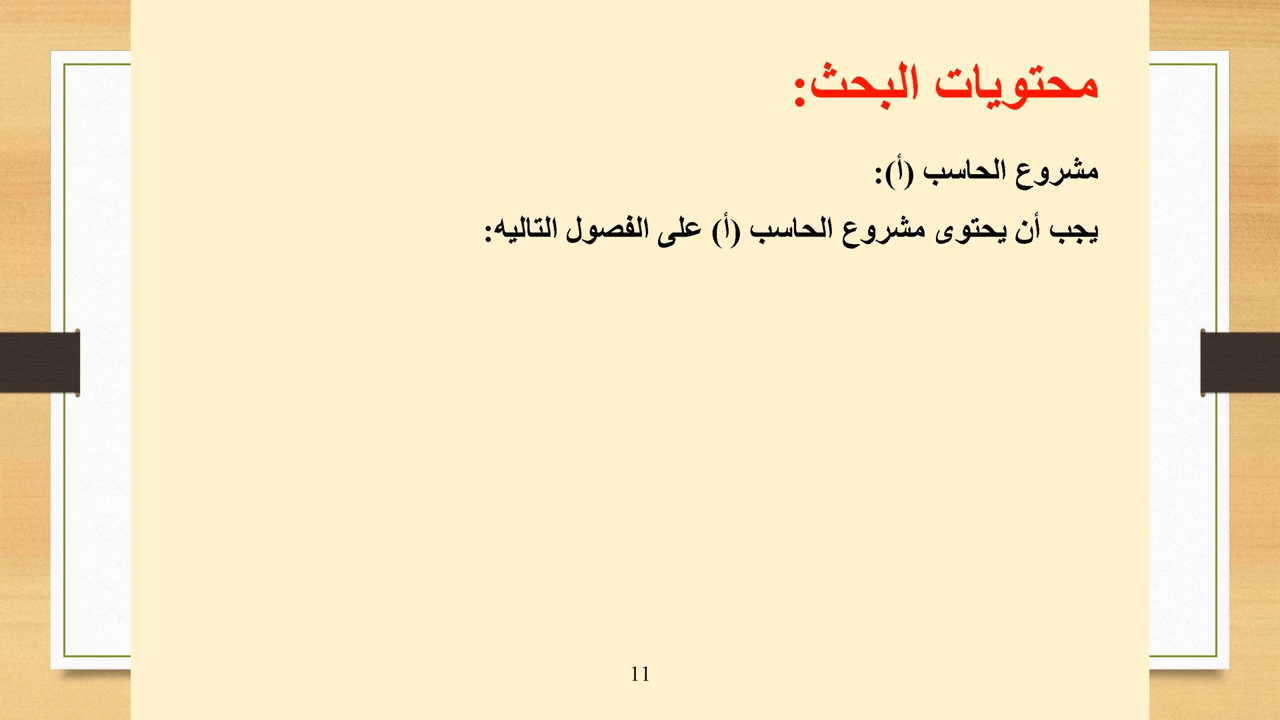 محتويات البحث:
مشروع الحاسب (أ):
يجب أن يحتوى مشروع الحاسب (أ) على الفصول التاليه:
11